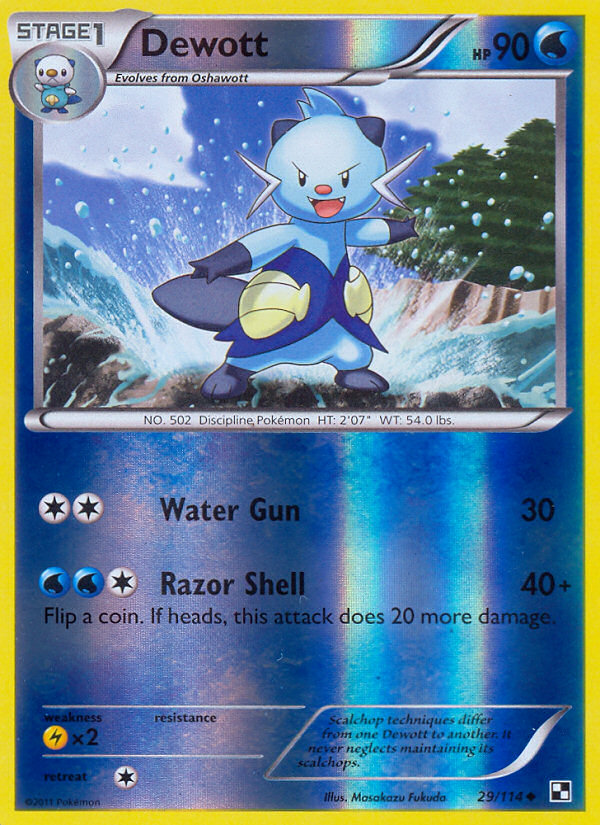 STAGE1
Dewott
HP 90
Evolves from Oshawott
NO. 502 Discipline Pokémon HT: 2'07" WT: 54.0 lbs.
Water Gun 30
Razor Shell 40+
Flip a coin. If heads, this attack does 20 more damage.
weakness resistance
×2
retreat
Scalchop techniques differ
from one Dewott to another. It
never neglects maintaining its
scalchops.
©2011 Pokémon
Illus. Masakazu Fukuda 29/114